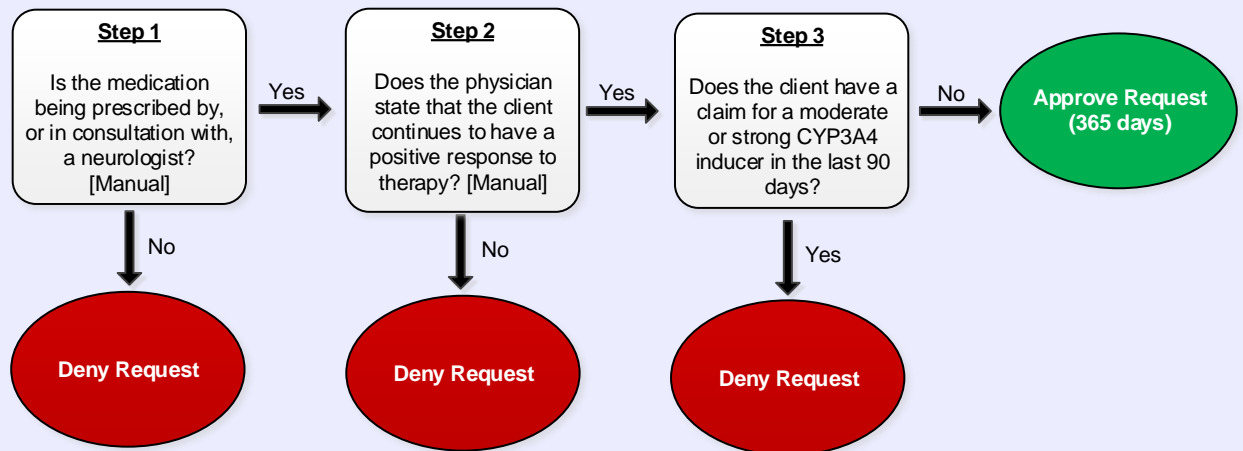 Step 1
Is the medication
being prescribed by,
or in consultation with,
a neurologist?
[Manual]
Yes
Step 2
Does the physician
state that the client
continues to have a
positive response to
therapy? [Manual]
Yes
Step 3
Does the client have a
claim for a moderate
or strong CYP3A4
inducer in the last 90
days?
No
Approve Request
(365 days)
No
No
Yes
Deny Request
Deny Request
Deny Request